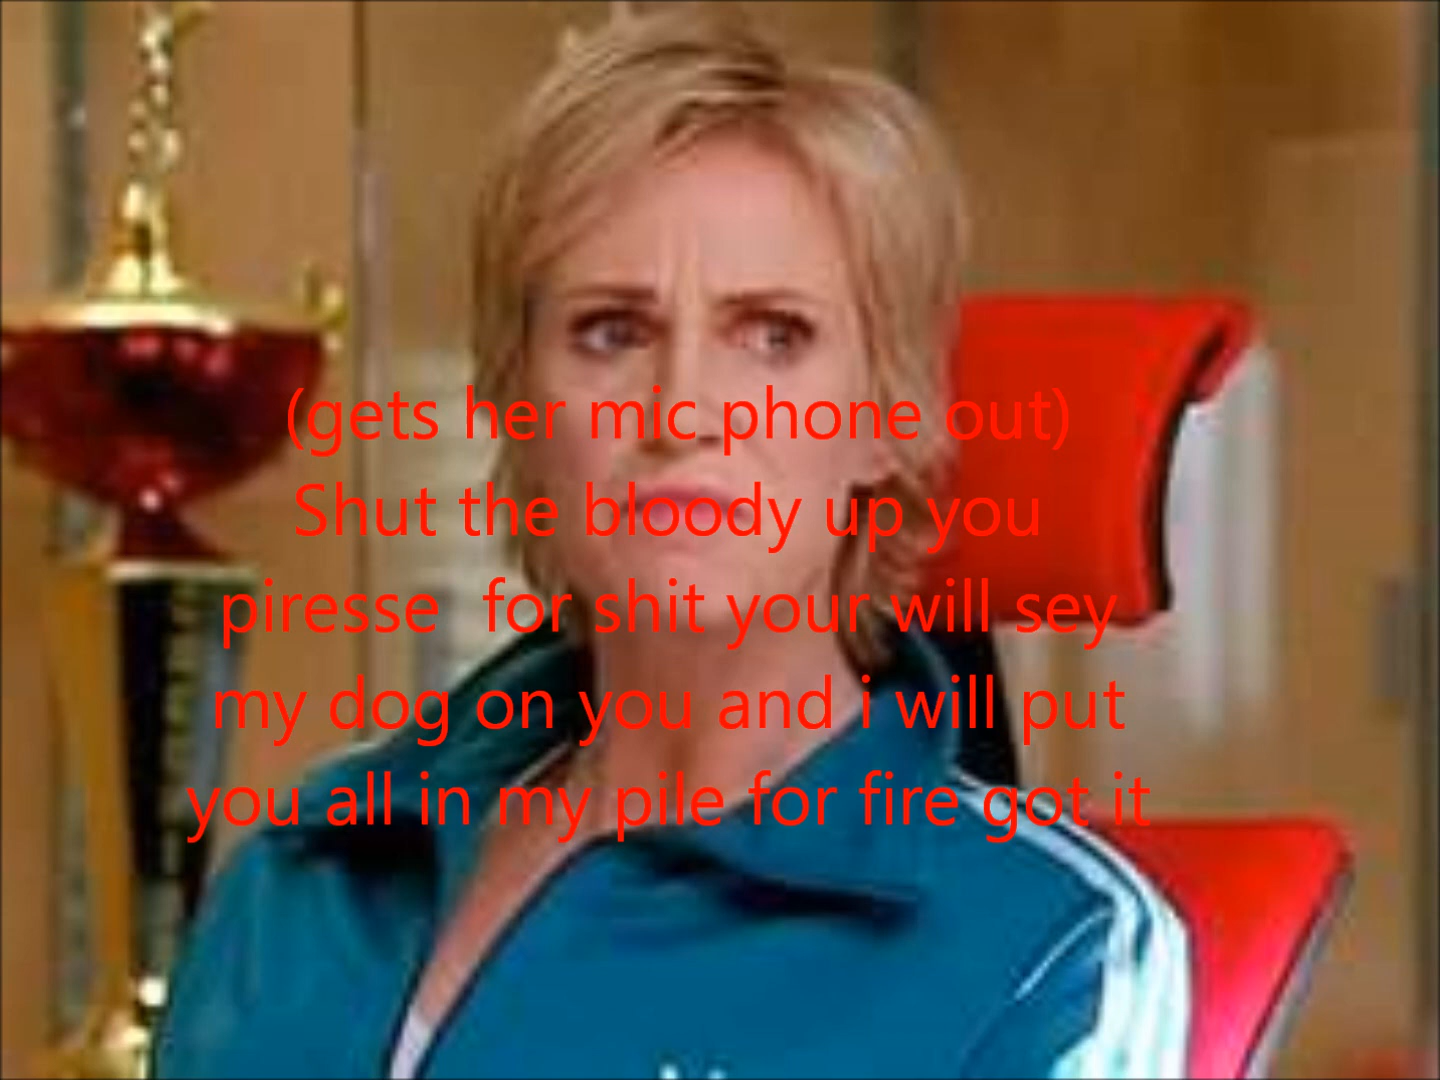 (gets her mic phone out)
Shut the bloody up you
piresse for shit your will sey
my dog on you and i will put
you all in my pile for fire got it